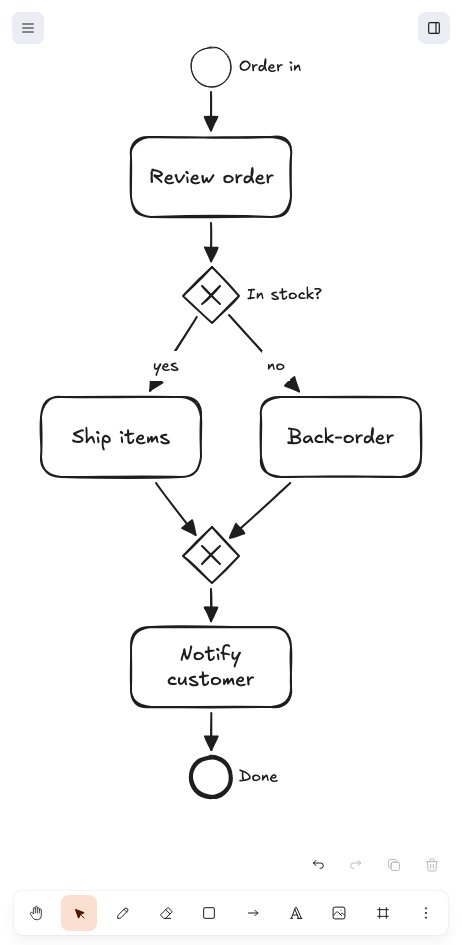 Order in
Review order
In stock?
yes
no
Ship items
Back-order
Notify
customer
Done